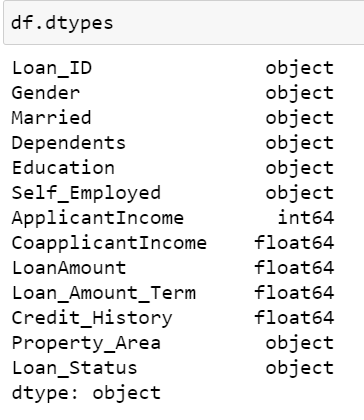 df.dtypes
Loan_ID object
Gender object
Married object
Dependents object
Education object
Self_Employed object
ApplicantIncome int64
CoapplicantIncome float64
LoanAmount float64
Loan_Amount_Term float64
Credit_History float64
Property_Area object
Loan_Status object
dtype: object